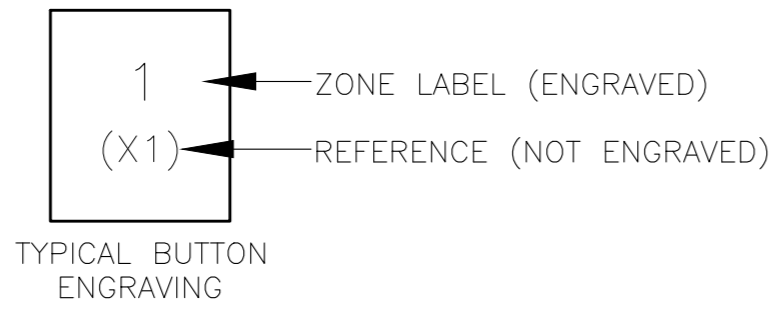 1
ZONE LABEL (ENGRAVED)
(X1)
REFERENCE (NOT ENGRAVED)
TYPICAL BUTTON
ENGRAVING